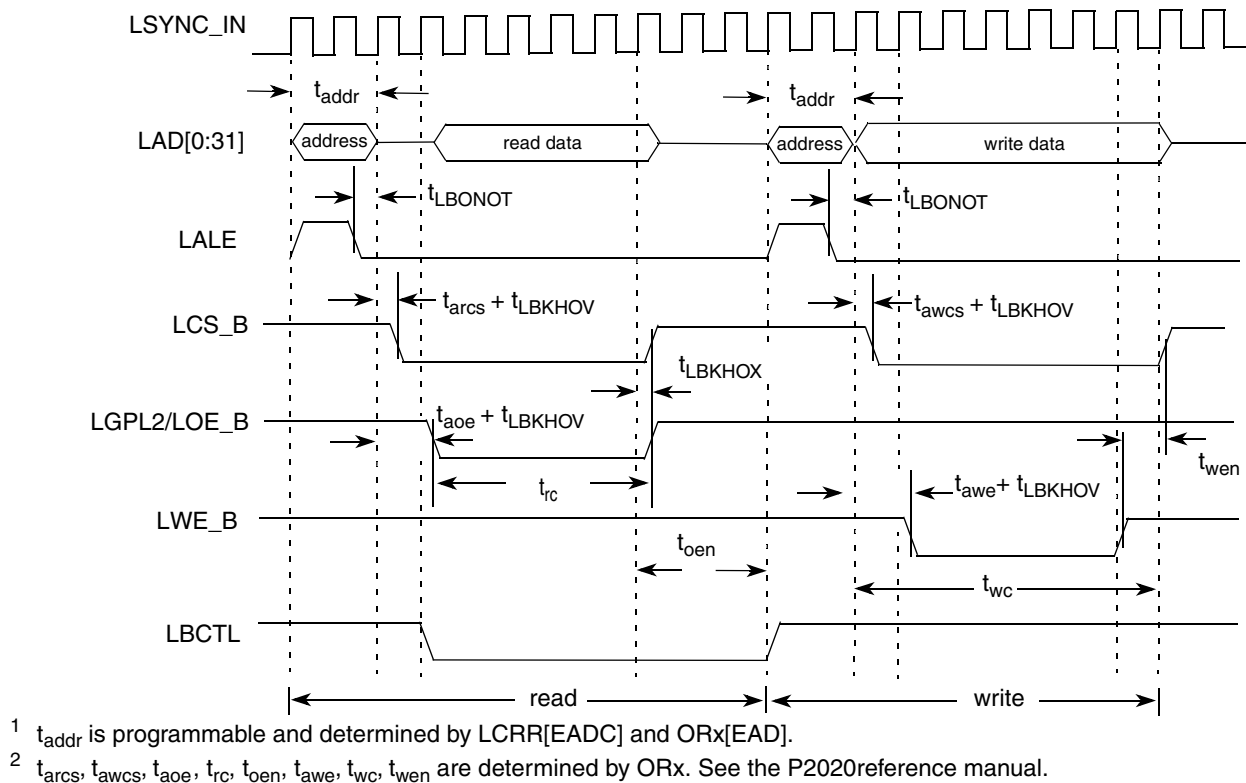 LSYNC_IN
t_addr t_addr
LAD[0:31] address read data address write data
t_LBONOT t_LBONOT
LALE
t_arcs + t_LBKHOV t_awcs + t_LBKHOV
LCS_B
t_LBKHOX
t_aoe + t_LBKHOV
LGPL2/LOE_B
t_wen
t_rc t_awe+ t_LBKHOV
LWE_B
t_oen
t_wc
LBCTL
read write
1 t_addr is programmable and determined by LCRR[EADC] and ORx[EAD].
2 t_arcs, t_awcs, t_aoe, t_rc, t_oen, t_awe, t_wc, t_wen are determined by ORx. See the P2020reference manual.